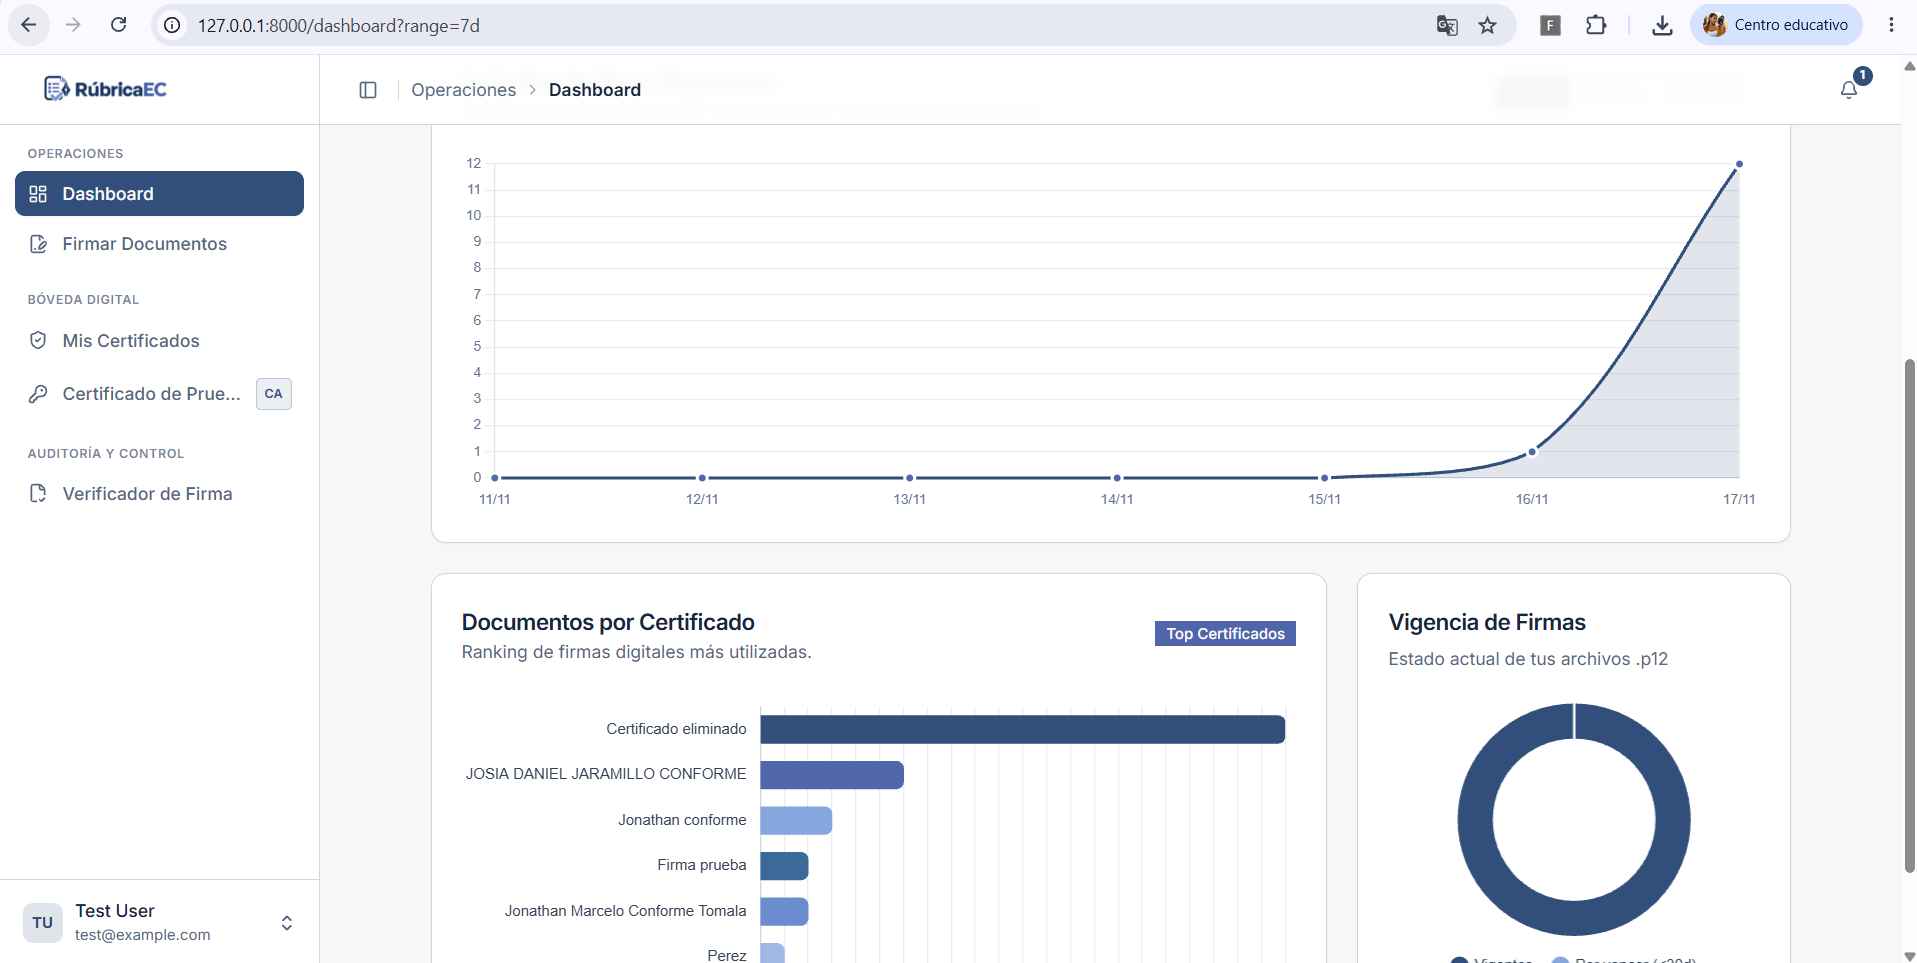 127.0.0.1:8000/dashboard?range=7d
F
Centro educativo
RúbricaEC
Operaciones > Dashboard
1
OPERACIONES
Dashboard
Firmar Documentos
BÓVEDA DIGITAL
Mis Certificados
Certificado de Prue...
CA
AUDITORÍA Y CONTROL
Verificador de Firma
TU
Test User
test@example.com
12
11
10
9
8
7
6
5
4
3
2
1
0
11/11 12/11 13/11 14/11 15/11 16/11 17/11
Documentos por Certificado
Ranking de firmas digitales más utilizadas.
Top Certificados
Certificado eliminado
JOSIA DANIEL JARAMILLO CONFORME
Jonathan conforme
Firma prueba
Jonathan Marcelo Conforme Tomala
Perez
Vigencia de Firmas
Estado actual de tus archivos .p12